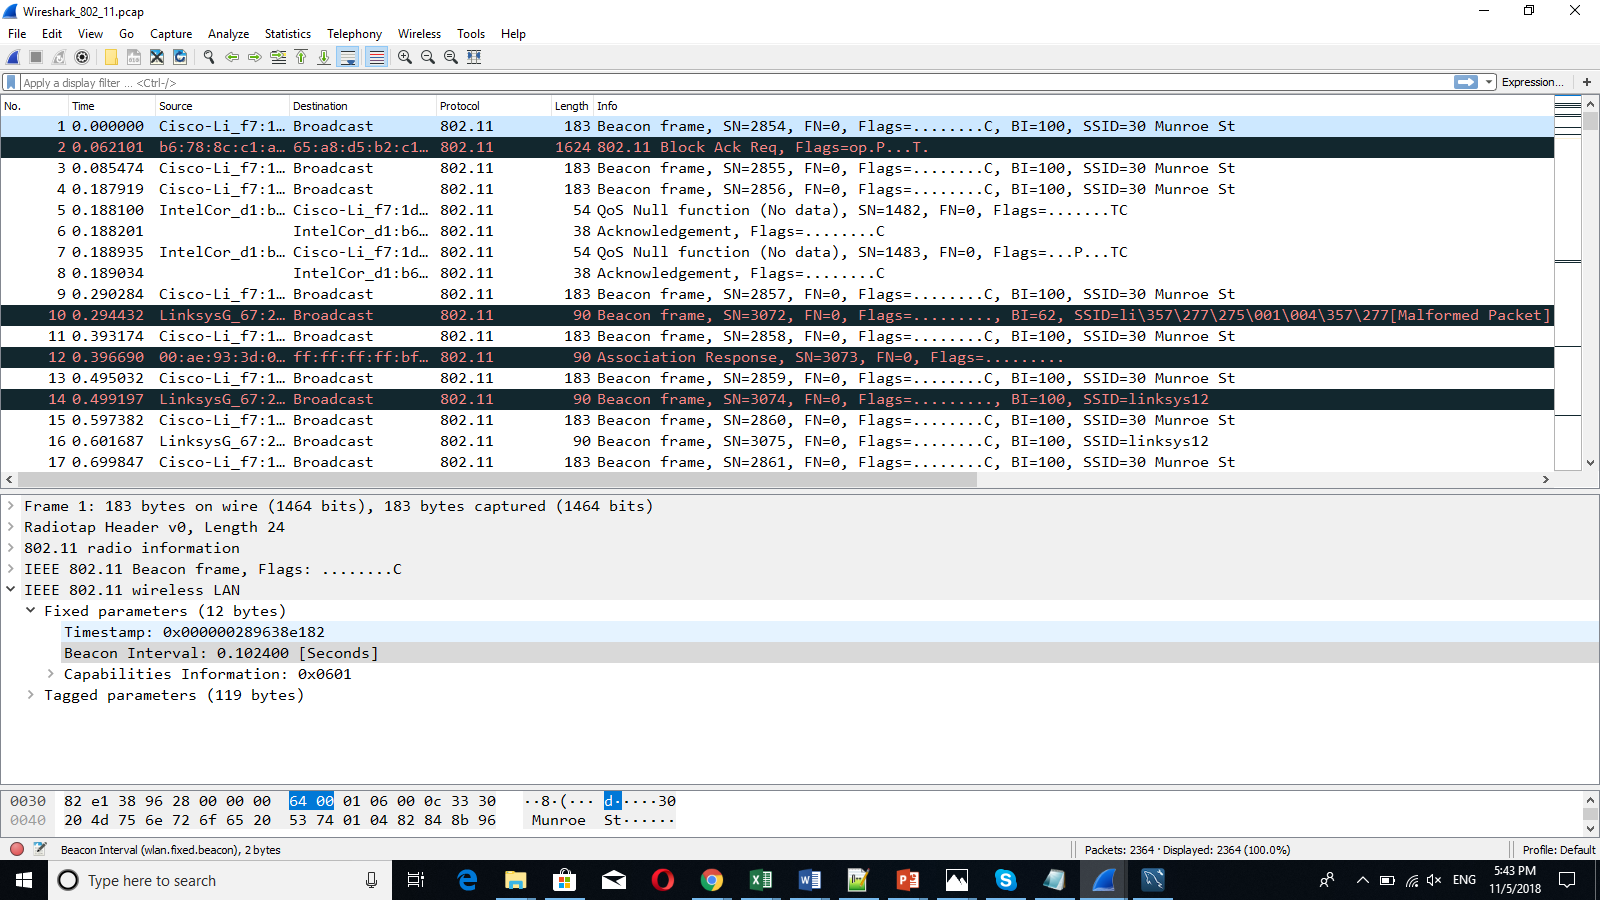 Wireshark_802_11.pcap
File Edit View Go Capture Analyze Statistics Telephony Wireless Tools Help
Apply a display filter ... <Ctrl-/> Expression... +
No. Time Source Destination Protocol Length Info
1 0.000000 Cisco-Li_f7:1... Broadcast 802.11 183 Beacon frame, SN=2854, FN=0, Flags=........C, BI=100, SSID=30 Munroe St
2 0.062101 b6:78:8c:c1:a... 65:a8:d5:b2:c1... 802.11 1624 802.11 Block Ack Req, Flags=op.P...T.
3 0.085474 Cisco-Li_f7:1... Broadcast 802.11 183 Beacon frame, SN=2855, FN=0, Flags=........C, BI=100, SSID=30 Munroe St
4 0.187919 Cisco-Li_f7:1... Broadcast 802.11 183 Beacon frame, SN=2856, FN=0, Flags=........C, BI=100, SSID=30 Munroe St
5 0.188100 IntelCor_d1:b... Cisco-Li_f7:1d... 802.11 54 QoS Null function (No data), SN=1482, FN=0, Flags=.......TC
6 0.188201 IntelCor_d1:b6... 802.11 38 Acknowledgement, Flags=........C
7 0.188935 IntelCor_d1:b... Cisco-Li_f7:1d... 802.11 54 QoS Null function (No data), SN=1483, FN=0, Flags=...P...TC
8 0.189034 IntelCor_d1:b6... 802.11 38 Acknowledgement, Flags=........C
9 0.290284 Cisco-Li_f7:1... Broadcast 802.11 183 Beacon frame, SN=2857, FN=0, Flags=........C, BI=100, SSID=30 Munroe St
10 0.294432 LinksysG_67:2... Broadcast 802.11 90 Beacon frame, SN=3072, FN=0, Flags=........., BI=62, SSID=li\357\277\275\001\004\357\277[Malformed Packet]
11 0.393174 Cisco-Li_f7:1... Broadcast 802.11 183 Beacon frame, SN=2858, FN=0, Flags=........C, BI=100, SSID=30 Munroe St
12 0.396690 00:ae:93:3d:0... ff:ff:ff:ff:bf... 802.11 90 Association Response, SN=3073, FN=0, Flags=.........
13 0.495032 Cisco-Li_f7:1... Broadcast 802.11 183 Beacon frame, SN=2859, FN=0, Flags=........C, BI=100, SSID=30 Munroe St
14 0.499197 LinksysG_67:2... Broadcast 802.11 90 Beacon frame, SN=3074, FN=0, Flags=........., BI=100, SSID=linksys12
15 0.597382 Cisco-Li_f7:1... Broadcast 802.11 183 Beacon frame, SN=2860, FN=0, Flags=........C, BI=100, SSID=30 Munroe St
16 0.601687 LinksysG_67:2... Broadcast 802.11 90 Beacon frame, SN=3075, FN=0, Flags=........., BI=100, SSID=linksys12
17 0.699847 Cisco-Li_f7:1... Broadcast 802.11 183 Beacon frame, SN=2861, FN=0, Flags=........C, BI=100, SSID=30 Munroe St
Frame 1: 183 bytes on wire (1464 bits), 183 bytes captured (1464 bits)
Radiotap Header v0, Length 24
802.11 radio information
IEEE 802.11 Beacon frame, Flags: ........C
IEEE 802.11 wireless LAN
Fixed parameters (12 bytes)
Timestamp: 0x000000289638e182
Beacon Interval: 0.102400 [Seconds]
Capabilities Information: 0x0601
Tagged parameters (119 bytes)
0030 82 e1 38 96 28 00 00 00 64 00 01 06 00 0c 33 30 ··8·(··· d·····30
0040 20 4d 75 6e 72 6f 65 20 53 74 01 04 82 84 8b 96 Munroe St······
Beacon Interval (wlan.fixed.beacon), 2 bytes Packets: 2364 · Displayed: 2364 (100.0%) Profile: Default
Type here to search ENG 5:43 PM
11/5/2018